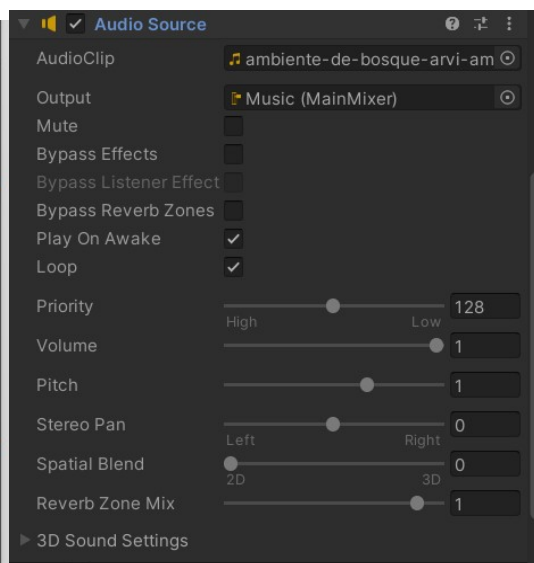 Audio Source
AudioClip ambiente-de-bosque-arvi-am
Output Music (MainMixer)
Mute
Bypass Effects
Bypass Listener Effect
Bypass Reverb Zones
Play On Awake
Loop
Priority 128
High Low
Volume 1
Pitch 1
Stereo Pan 0
Left Right
Spatial Blend 0
2D 3D
Reverb Zone Mix 1
3D Sound Settings